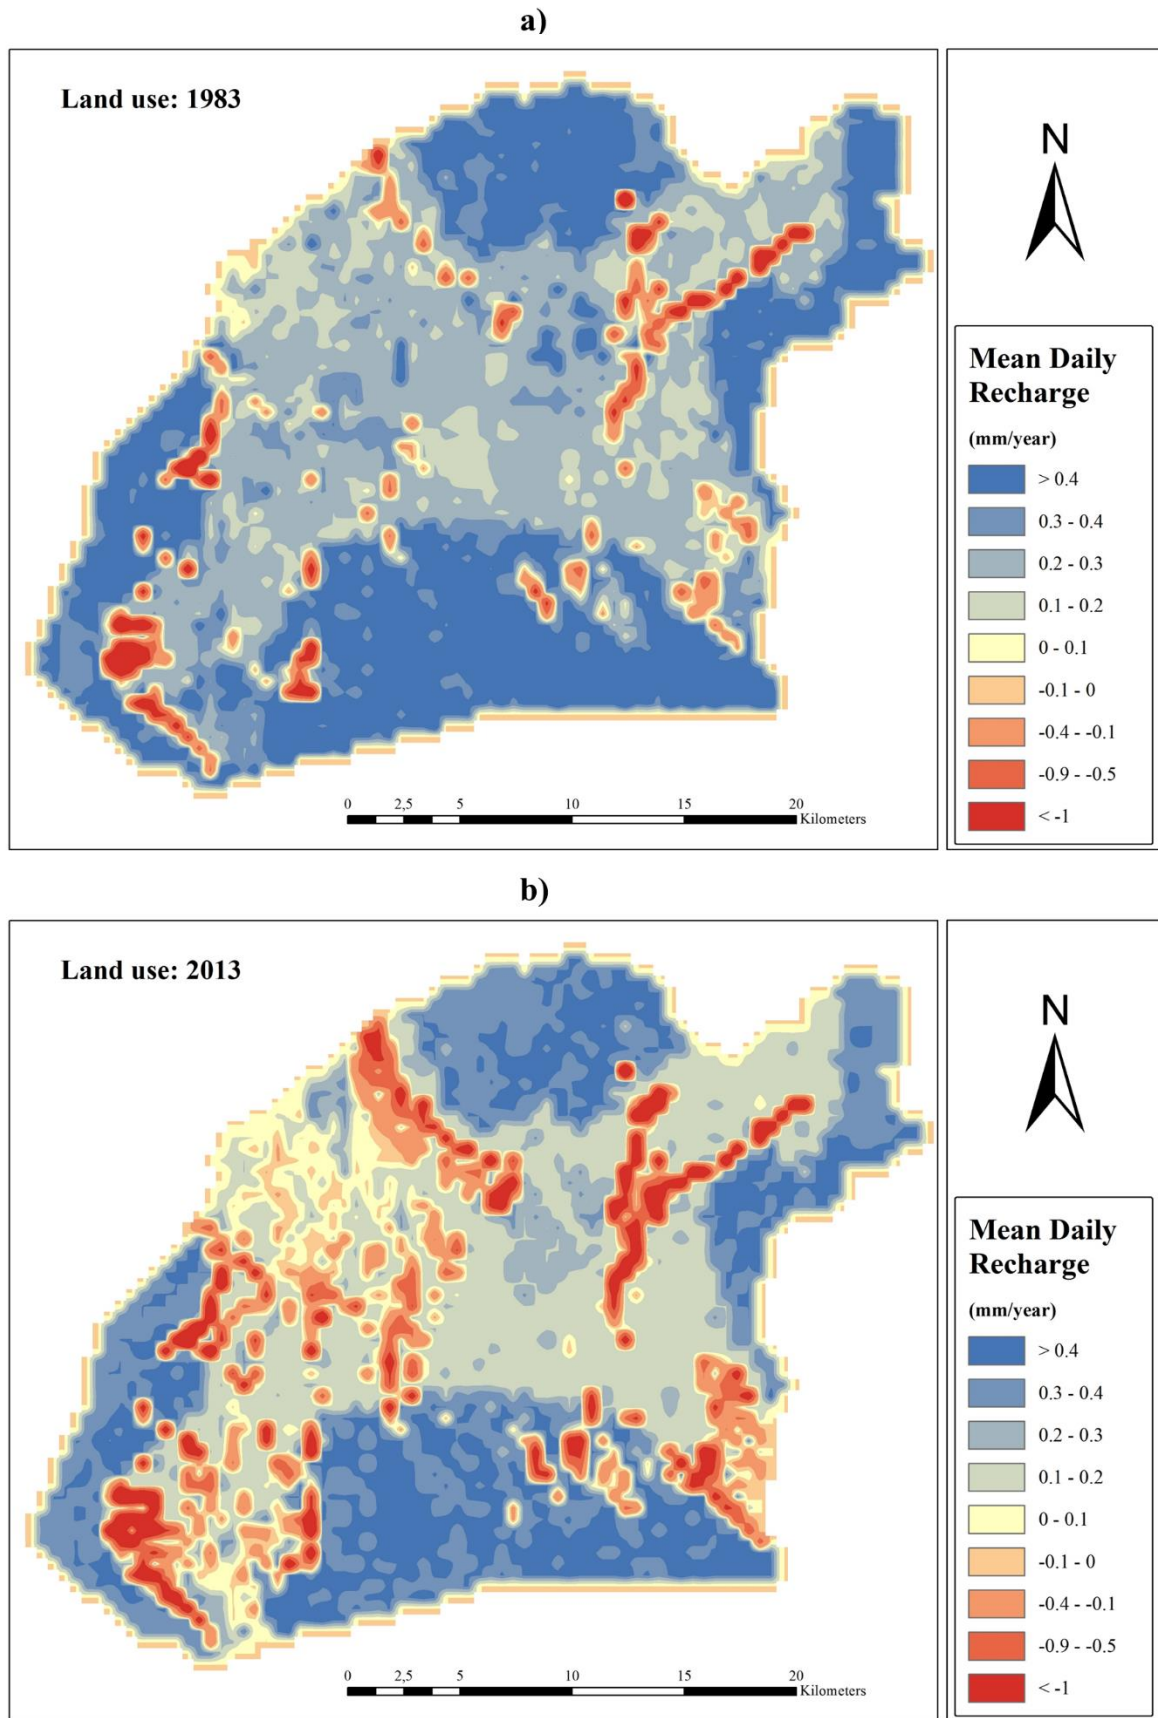 a)
Land use: 1983
N
Mean Daily
Recharge
(mm/year)
> 0.4
0.3 - 0.4
0.2 - 0.3
0.1 - 0.2
0 - 0.1
-0.1 - 0
-0.4 - -0.1
-0.9 - -0.5
< -1
0 2,5 5 10 15 20
Kilometers
b)
Land use: 2013
N
Mean Daily
Recharge
(mm/year)
> 0.4
0.3 - 0.4
0.2 - 0.3
0.1 - 0.2
0 - 0.1
-0.1 - 0
-0.4 - -0.1
-0.9 - -0.5
< -1
0 2,5 5 10 15 20
Kilometers